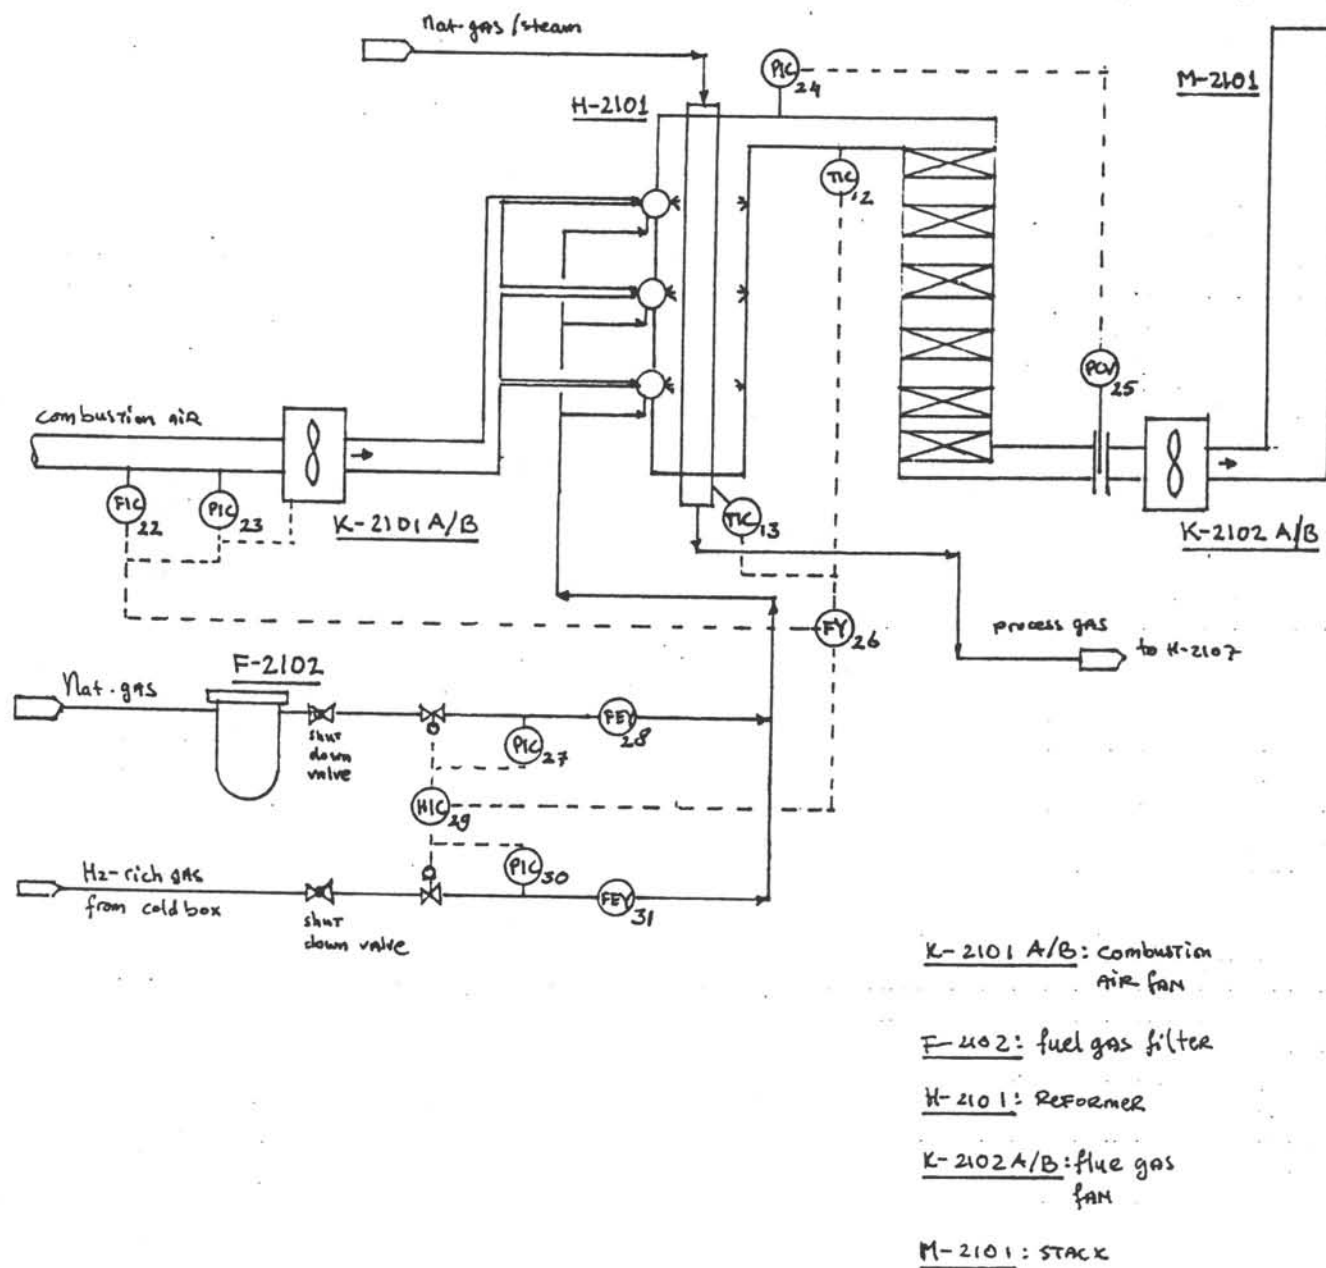 Nat-gas/steam
PIC
24
M-2101
H-2101
TIC
12
PCV
25
combustion air
FIC
22
PIC
23
K-2101 A/B
TIC
13
K-2102 A/B
FY
26
process gas
to H-2107
F-2102
Nat-gas
shut
down
valve
PIC
27
FEY
28
HIC
29
H2-rich gas
from cold box
PIC
30
FEY
31
shut
down valve
K-2101 A/B: combustion
AIR fAN
F-2102: fuel gas filter
H-2101: REFORMER
K-2102 A/B: flue gas
fAN
M-2101: STACK